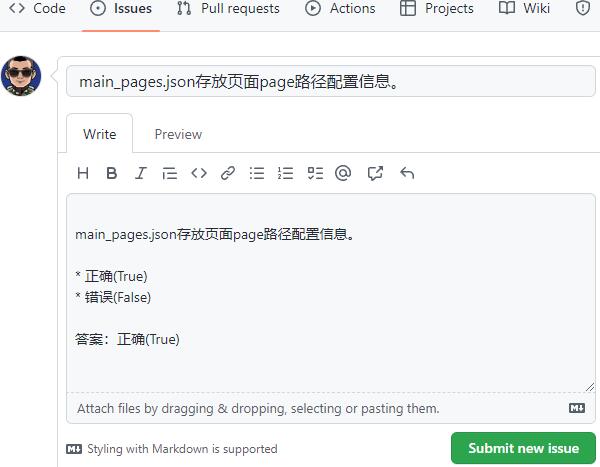 Code Issues Pull requests Actions Projects Wiki
main_pages.json存放页面page路径配置信息。
Write Preview
main_pages.json存放页面page路径配置信息。
* 正确(True)
* 错误(False)
答案：正确(True)
Attach files by dragging & dropping, selecting or pasting them.
Styling with Markdown is supported
Submit new issue